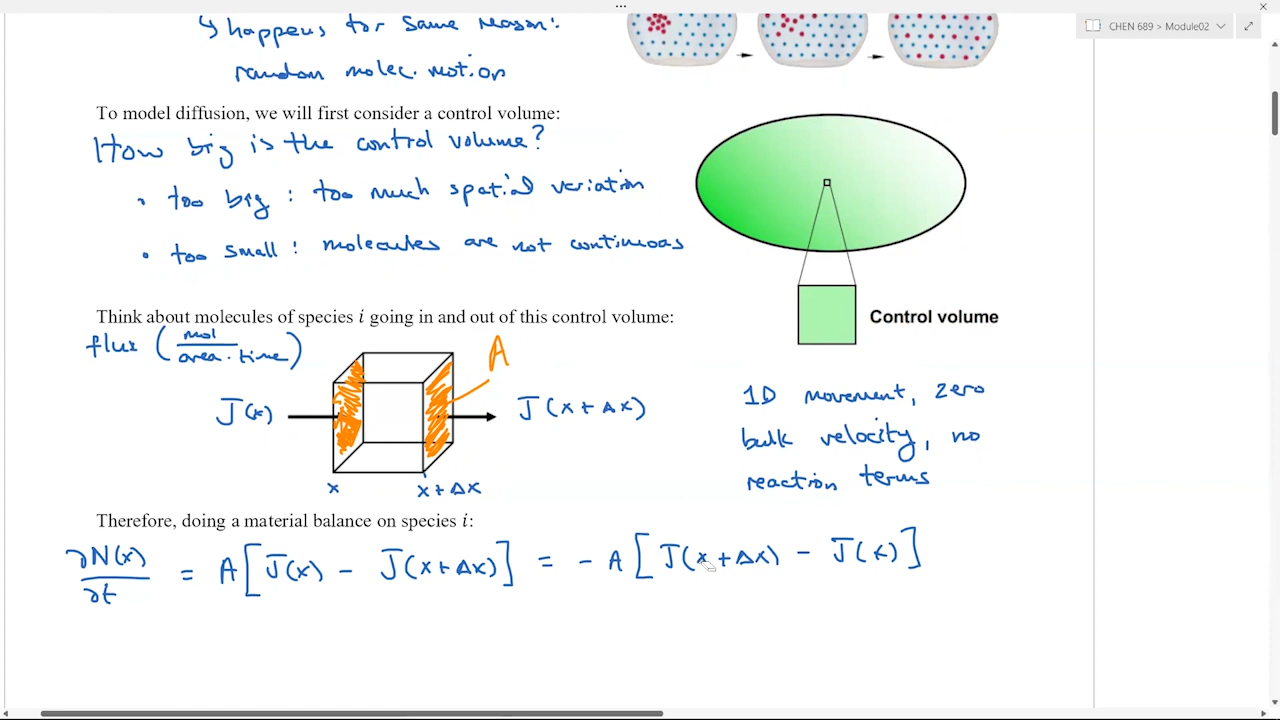 CHEN 689 > Module02
↳ happens for same reason:
random molec. motion
To model diffusion, we will first consider a control volume:
How big is the control volume?
• too big : too much spatial variation
• too small : molecules are not continuous
Control volume
Think about molecules of species i going in and out of this control volume:
flux (mol / area · time)
A
J(x)
J(x + Δx)
x
x + Δx
1D movement, zero
bulk velocity, no
reaction terms
Therefore, doing a material balance on species i:
∂N(x)/∂t = A[J(x) − J(x + Δx)] = − A[J(x + Δx) − J(x)]